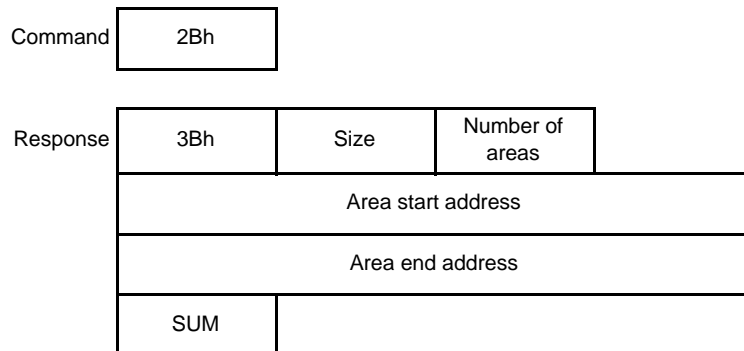 Command 2Bh
Response 3Bh Size Number of
areas
Area start address
Area end address
SUM